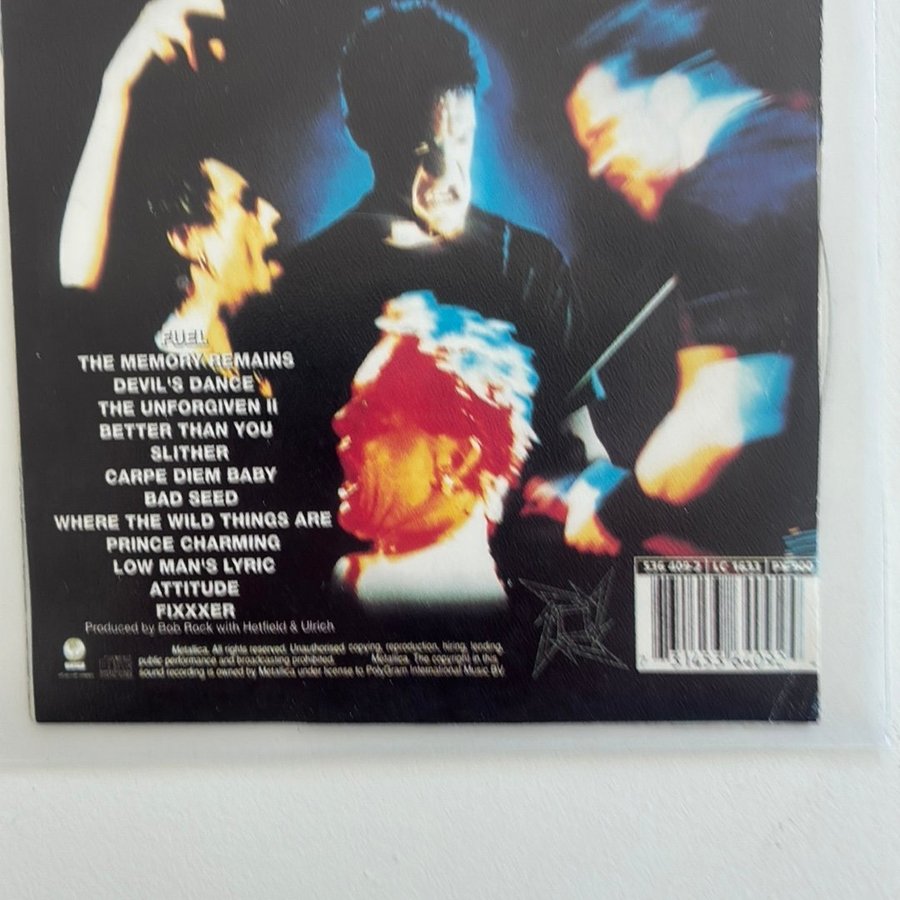 FUEL
THE MEMORY REMAINS
DEVIL'S DANCE
THE UNFORGIVEN II
BETTER THAN YOU
SLITHER
CARPE DIEM BABY
BAD SEED
WHERE THE WILD THINGS ARE
PRINCE CHARMING
LOW MAN'S LYRIC
ATTITUDE
FIXXXER
Produced by Bob Rock with Hetfield & Ulrich
Metallica. All rights reserved. Unauthorised copying, reproduction, hiring, lending,
public performance and broadcasting prohibited. Metallica. The copyright in this
sound recording is owned by Metallica under license to PolyGram International Music BV.
536 409-2 LC 1633